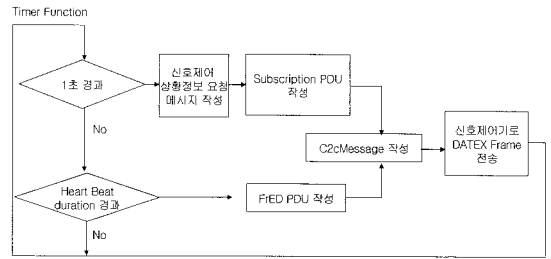 Timer Function
1초 경과
신호제어
상황정보 요청
메시지 작성
Subscription PDU
작성
No
C2cMessage 작성
신호제어기로
DATEX Frame
전송
Heart Beat
duration 경과
FrED PDU 작성
No